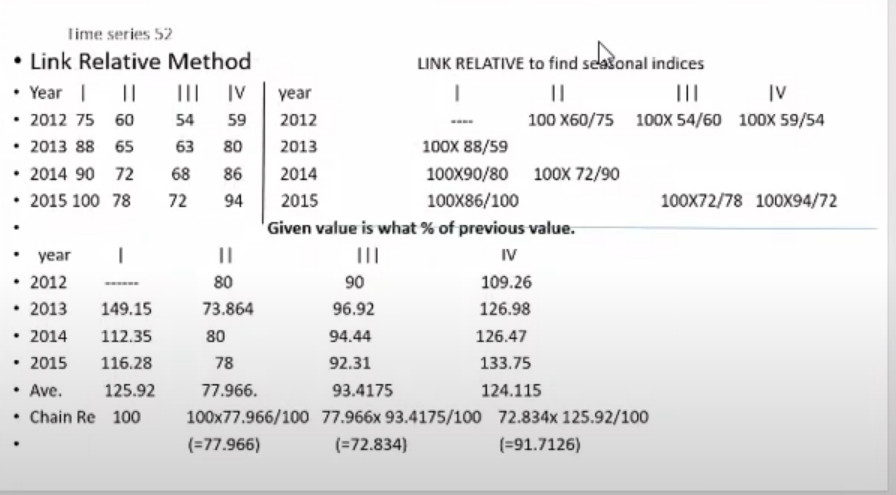 Time series 52
• Link Relative Method LINK RELATIVE to find seasonal indices
• Year | || ||| |V year | || ||| |V
• 2012 75 60 54 59 2012 ---- 100 X60/75 100X 54/60 100X 59/54
• 2013 88 65 63 80 2013 100X 88/59
• 2014 90 72 68 86 2014 100X90/80 100X 72/90
• 2015 100 78 72 94 2015 100X86/100 100X72/78 100X94/72
• Given value is what % of previous value.
• year | || ||| IV
• 2012 ------ 80 90 109.26
• 2013 149.15 73.864 96.92 126.98
• 2014 112.35 80 94.44 126.47
• 2015 116.28 78 92.31 133.75
• Ave. 125.92 77.966. 93.4175 124.115
• Chain Re 100 100x77.966/100 77.966x 93.4175/100 72.834x 125.92/100
• (=77.966) (=72.834) (=91.7126)